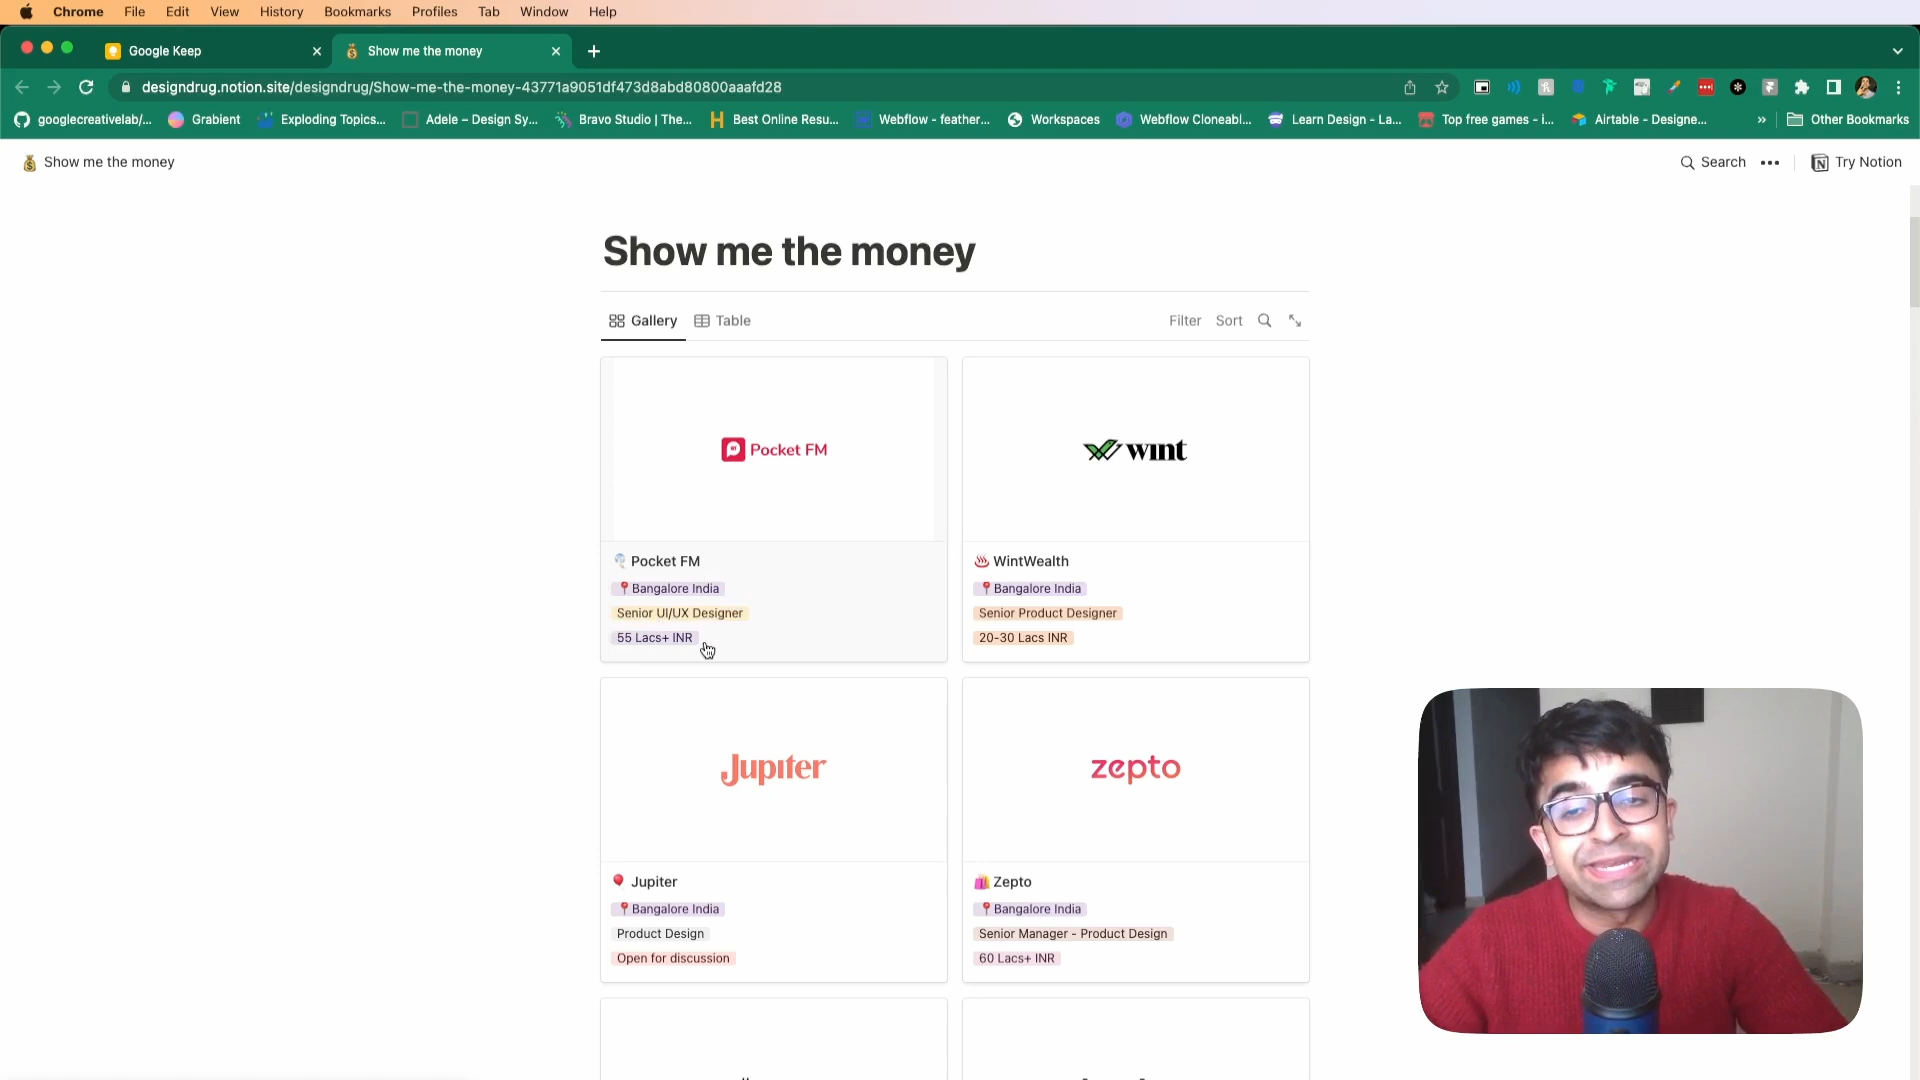 Chrome File Edit View History Bookmarks Profiles Tab Window Help
Google Keep
Show me the money
designdrug.notion.site/designdrug/Show-me-the-money-43771a9051df473d8abd80800aaafd28
googlecreativelab/... Grabient Exploding Topics... Adele – Design Sy... Bravo Studio | The... Best Online Resu... Webflow - feather... Workspaces Webflow Cloneabl... Learn Design - La... Top free games - i... Airtable - Designe... » Other Bookmarks
Show me the money
Search
Try Notion
Show me the money
Gallery Table
Filter Sort
Pocket FM
wint
Pocket FM
Bangalore India
Senior UI/UX Designer
55 Lacs+ INR
WintWealth
Bangalore India
Senior Product Designer
20-30 Lacs INR
Jupiter
zepto
Jupiter
Bangalore India
Product Design
Open for discussion
Zepto
Bangalore India
Senior Manager - Product Design
60 Lacs+ INR